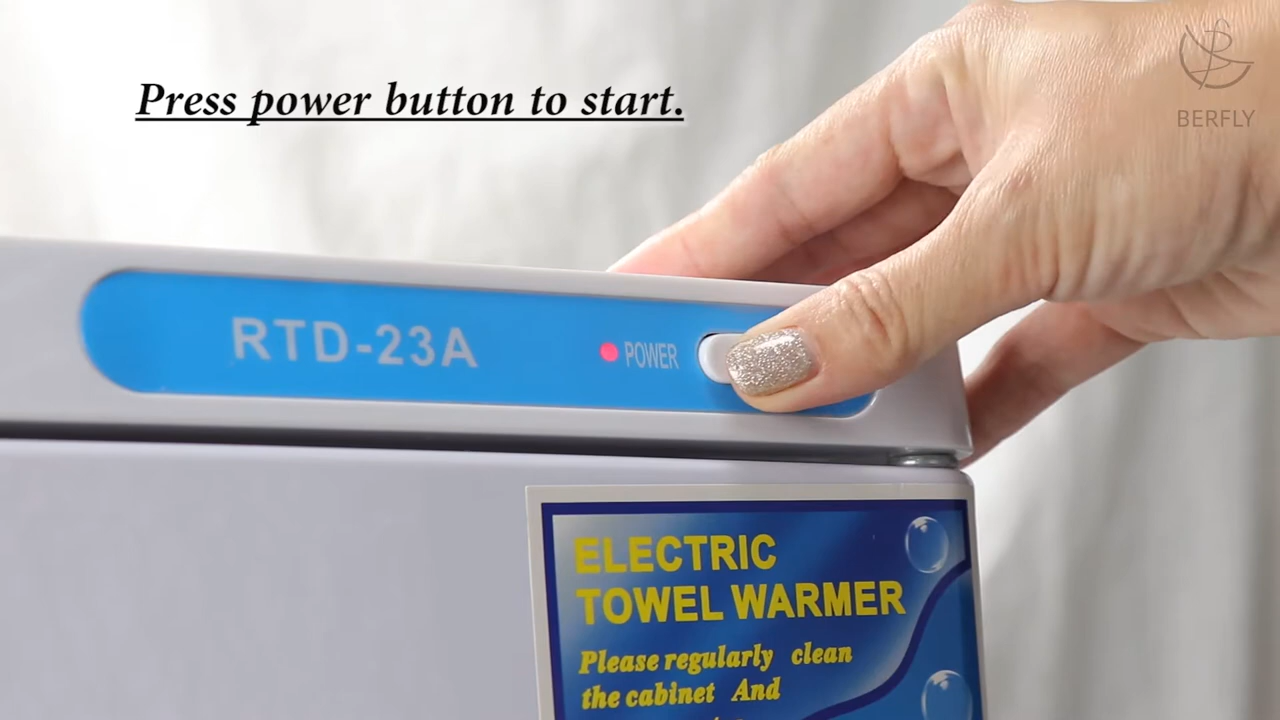 Press power button to start.
BERFLY
RTD-23A
POWER
ELECTRIC
TOWEL WARMER
Please regularly clean
the cabinet And